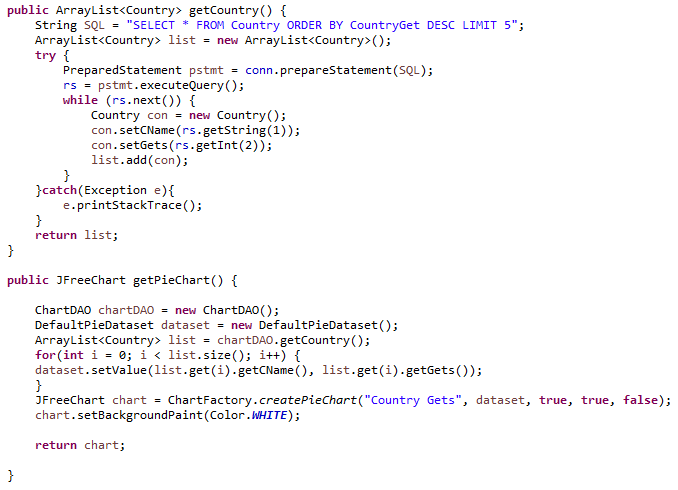 public ArrayList<Country> getCountry() {
    String SQL = "SELECT * FROM Country ORDER BY CountryGet DESC LIMIT 5";
    ArrayList<Country> list = new ArrayList<Country>();
    try {
        PreparedStatement pstmt = conn.prepareStatement(SQL);
        rs = pstmt.executeQuery();
        while (rs.next()) {
            Country con = new Country();
            con.setCName(rs.getString(1));
            con.setGets(rs.getInt(2));
            list.add(con);
        }
    }catch(Exception e){
        e.printStackTrace();
    }
    return list;
}

public JFreeChart getPieChart() {

    ChartDAO chartDAO = new ChartDAO();
    DefaultPieDataset dataset = new DefaultPieDataset();
    ArrayList<Country> list = chartDAO.getCountry();
    for(int i = 0; i < list.size(); i++) {
    dataset.setValue(list.get(i).getCName(), list.get(i).getGets());
    }
    JFreeChart chart = ChartFactory.createPieChart("Country Gets", dataset, true, true, false);
    chart.setBackgroundPaint(Color.WHITE);

    return chart;

}